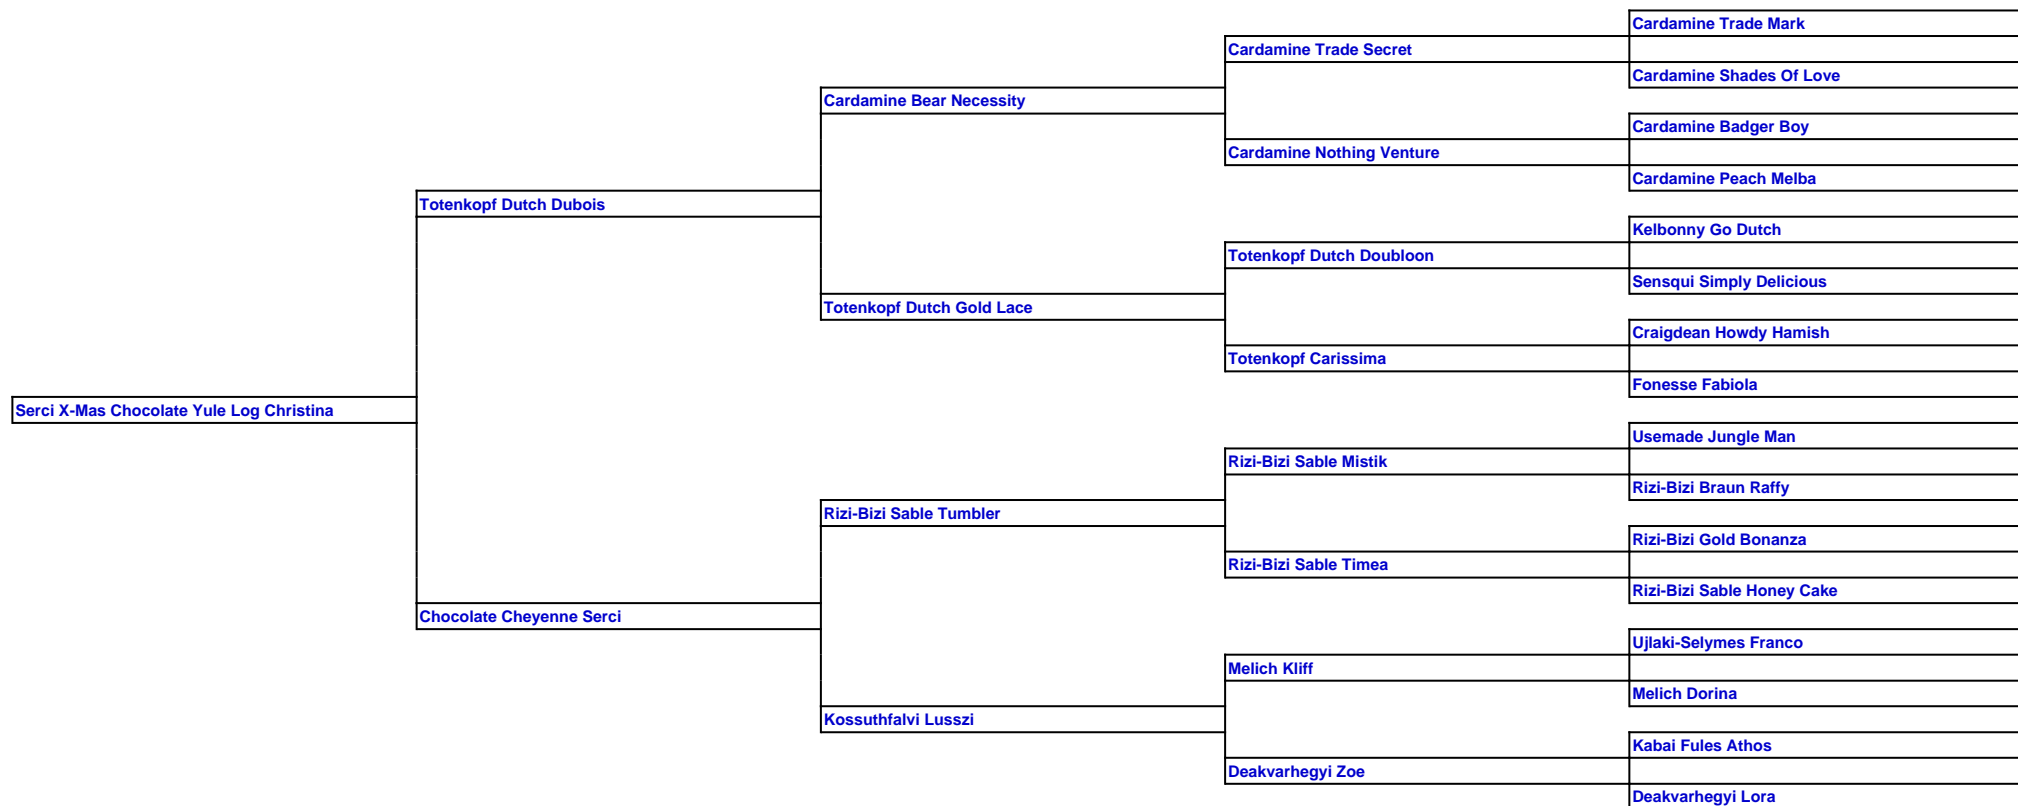 Cardamine Trade Mark
Cardamine Trade Secret
Cardamine Shades Of Love
Cardamine Bear Necessity
Cardamine Badger Boy
Cardamine Nothing Venture
Cardamine Peach Melba
Totenkopf Dutch Dubois
Kelbonny Go Dutch
Totenkopf Dutch Doubloon
Sensqui Simply Delicious
Totenkopf Dutch Gold Lace
Craigdean Howdy Hamish
Totenkopf Carissima
Fonesse Fabiola
Serci X-Mas Chocolate Yule Log Christina
Usemade Jungle Man
Rizi-Bizi Sable Mistik
Rizi-Bizi Braun Raffy
Rizi-Bizi Sable Tumbler
Rizi-Bizi Gold Bonanza
Rizi-Bizi Sable Timea
Rizi-Bizi Sable Honey Cake
Chocolate Cheyenne Serci
Ujlaki-Selymes Franco
Melich Kliff
Melich Dorina
Kossuthfalvi Lusszi
Kabai Fules Athos
Deakvarhegyi Zoe
Deakvarhegyi Lora